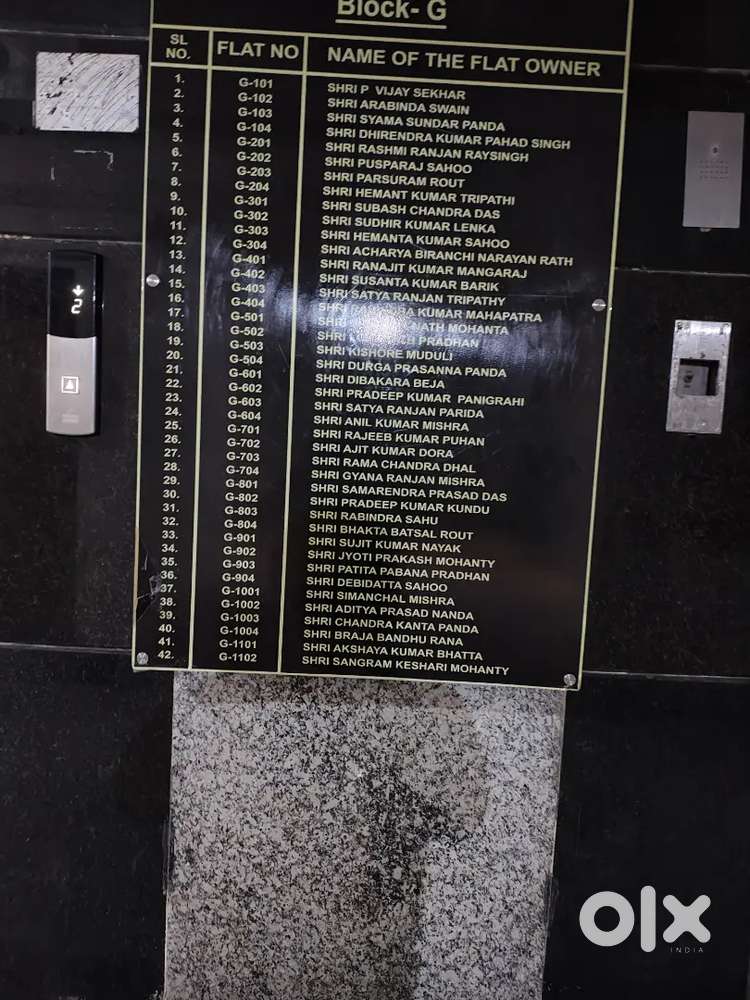 Block- G
SL NO. FLAT NO NAME OF THE FLAT OWNER
1. G-101 SHRI P VIJAY SEKHAR
2. G-102 SHRI ARABINDA SWAIN
3. G-103 SHRI SYAMA SUNDAR PANDA
4. G-104 SHRI DHIRENDRA KUMAR PAHAD SINGH
5. G-201 SHRI RASHMI RANJAN RAYSINGH
6. G-202 SHRI PUSPARAJ SAHOO
7. G-203 SHRI PARSURAM ROUT
8. G-204 SHRI HEMANT KUMAR TRIPATHI
9. G-301 SHRI SUBASH CHANDRA DAS
10. G-302 SHRI SUDHIR KUMAR LENKA
11. G-303 SHRI HEMANTA KUMAR SAHOO
12. G-304 SHRI ACHARYA BIRANCHI NARAYAN RATH
13. G-401 SHRI RANAJIT KUMAR MANGARAJ
14. G-402 SHRI SUSANTA KUMAR BARIK
15. G-403 SHRI SATYA RANJAN TRIPATHY
16. G-404 SHRI KUMAR MAHAPATRA
17. G-501 SHRI MOHANTA
18. G-502 SHRI PRADHAN
19. G-503 SHRI KISHORE MUDULI
20. G-504 SHRI DURGA PRASANNA PANDA
21. G-601 SHRI DIBAKARA BEJA
22. G-602 SHRI PRADEEP KUMAR PANIGRAHI
23. G-603 SHRI SATYA RANJAN PARIDA
24. G-604 SHRI ANIL KUMAR MISHRA
25. G-701 SHRI RAJEEB KUMAR PUHAN
26. G-702 SHRI AJIT KUMAR DORA
27. G-703 SHRI RAMA CHANDRA DHAL
28. G-704 SHRI GYANA RANJAN MISHRA
29. G-801 SHRI SAMARENDRA PRASAD DAS
30. G-802 SHRI PRADEEP KUMAR KUNDU
31. G-803 SHRI RABINDRA SAHU
32. G-804 SHRI BHAKTA BATSAL ROUT
33. G-901 SHRI SUJIT KUMAR NAYAK
34. G-902 SHRI JYOTI PRAKASH MOHANTY
35. G-903 SHRI PATITA PABANA PRADHAN
36. G-904 SHRI DEBIDATTA SAHOO
37. G-1001 SHRI SIMANCHAL MISHRA
38. G-1002 SHRI ADITYA PRASAD NANDA
39. G-1003 SHRI CHANDRA KANTA PANDA
40. G-1004 SHRI BRAJA BANDHU RANA
41. G-1101 SHRI AKSHAYA KUMAR BHATTA
42. G-1102 SHRI SANGRAM KESHARI MOHANTY
2
olx
INDIA